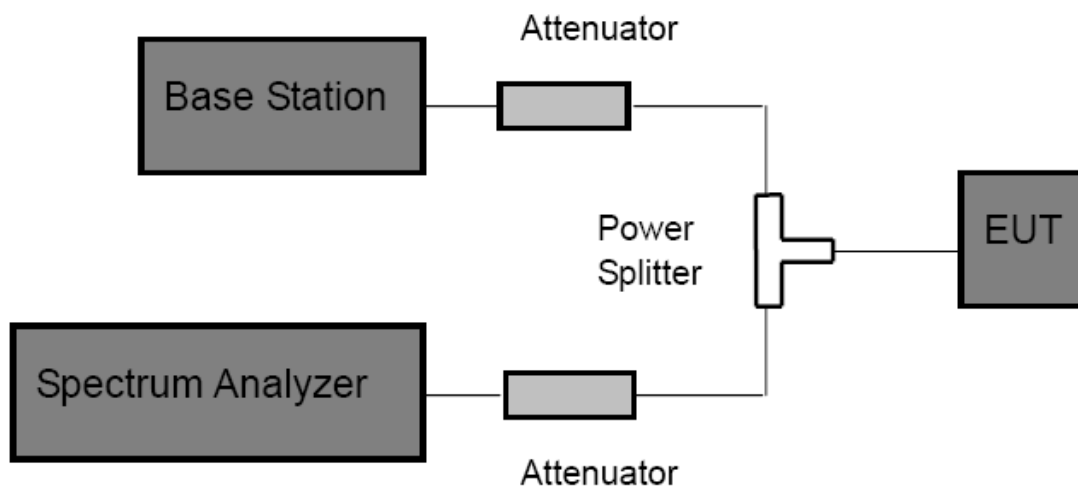 Attenuator
Base Station
Power
Splitter
EUT
Spectrum Analyzer
Attenuator